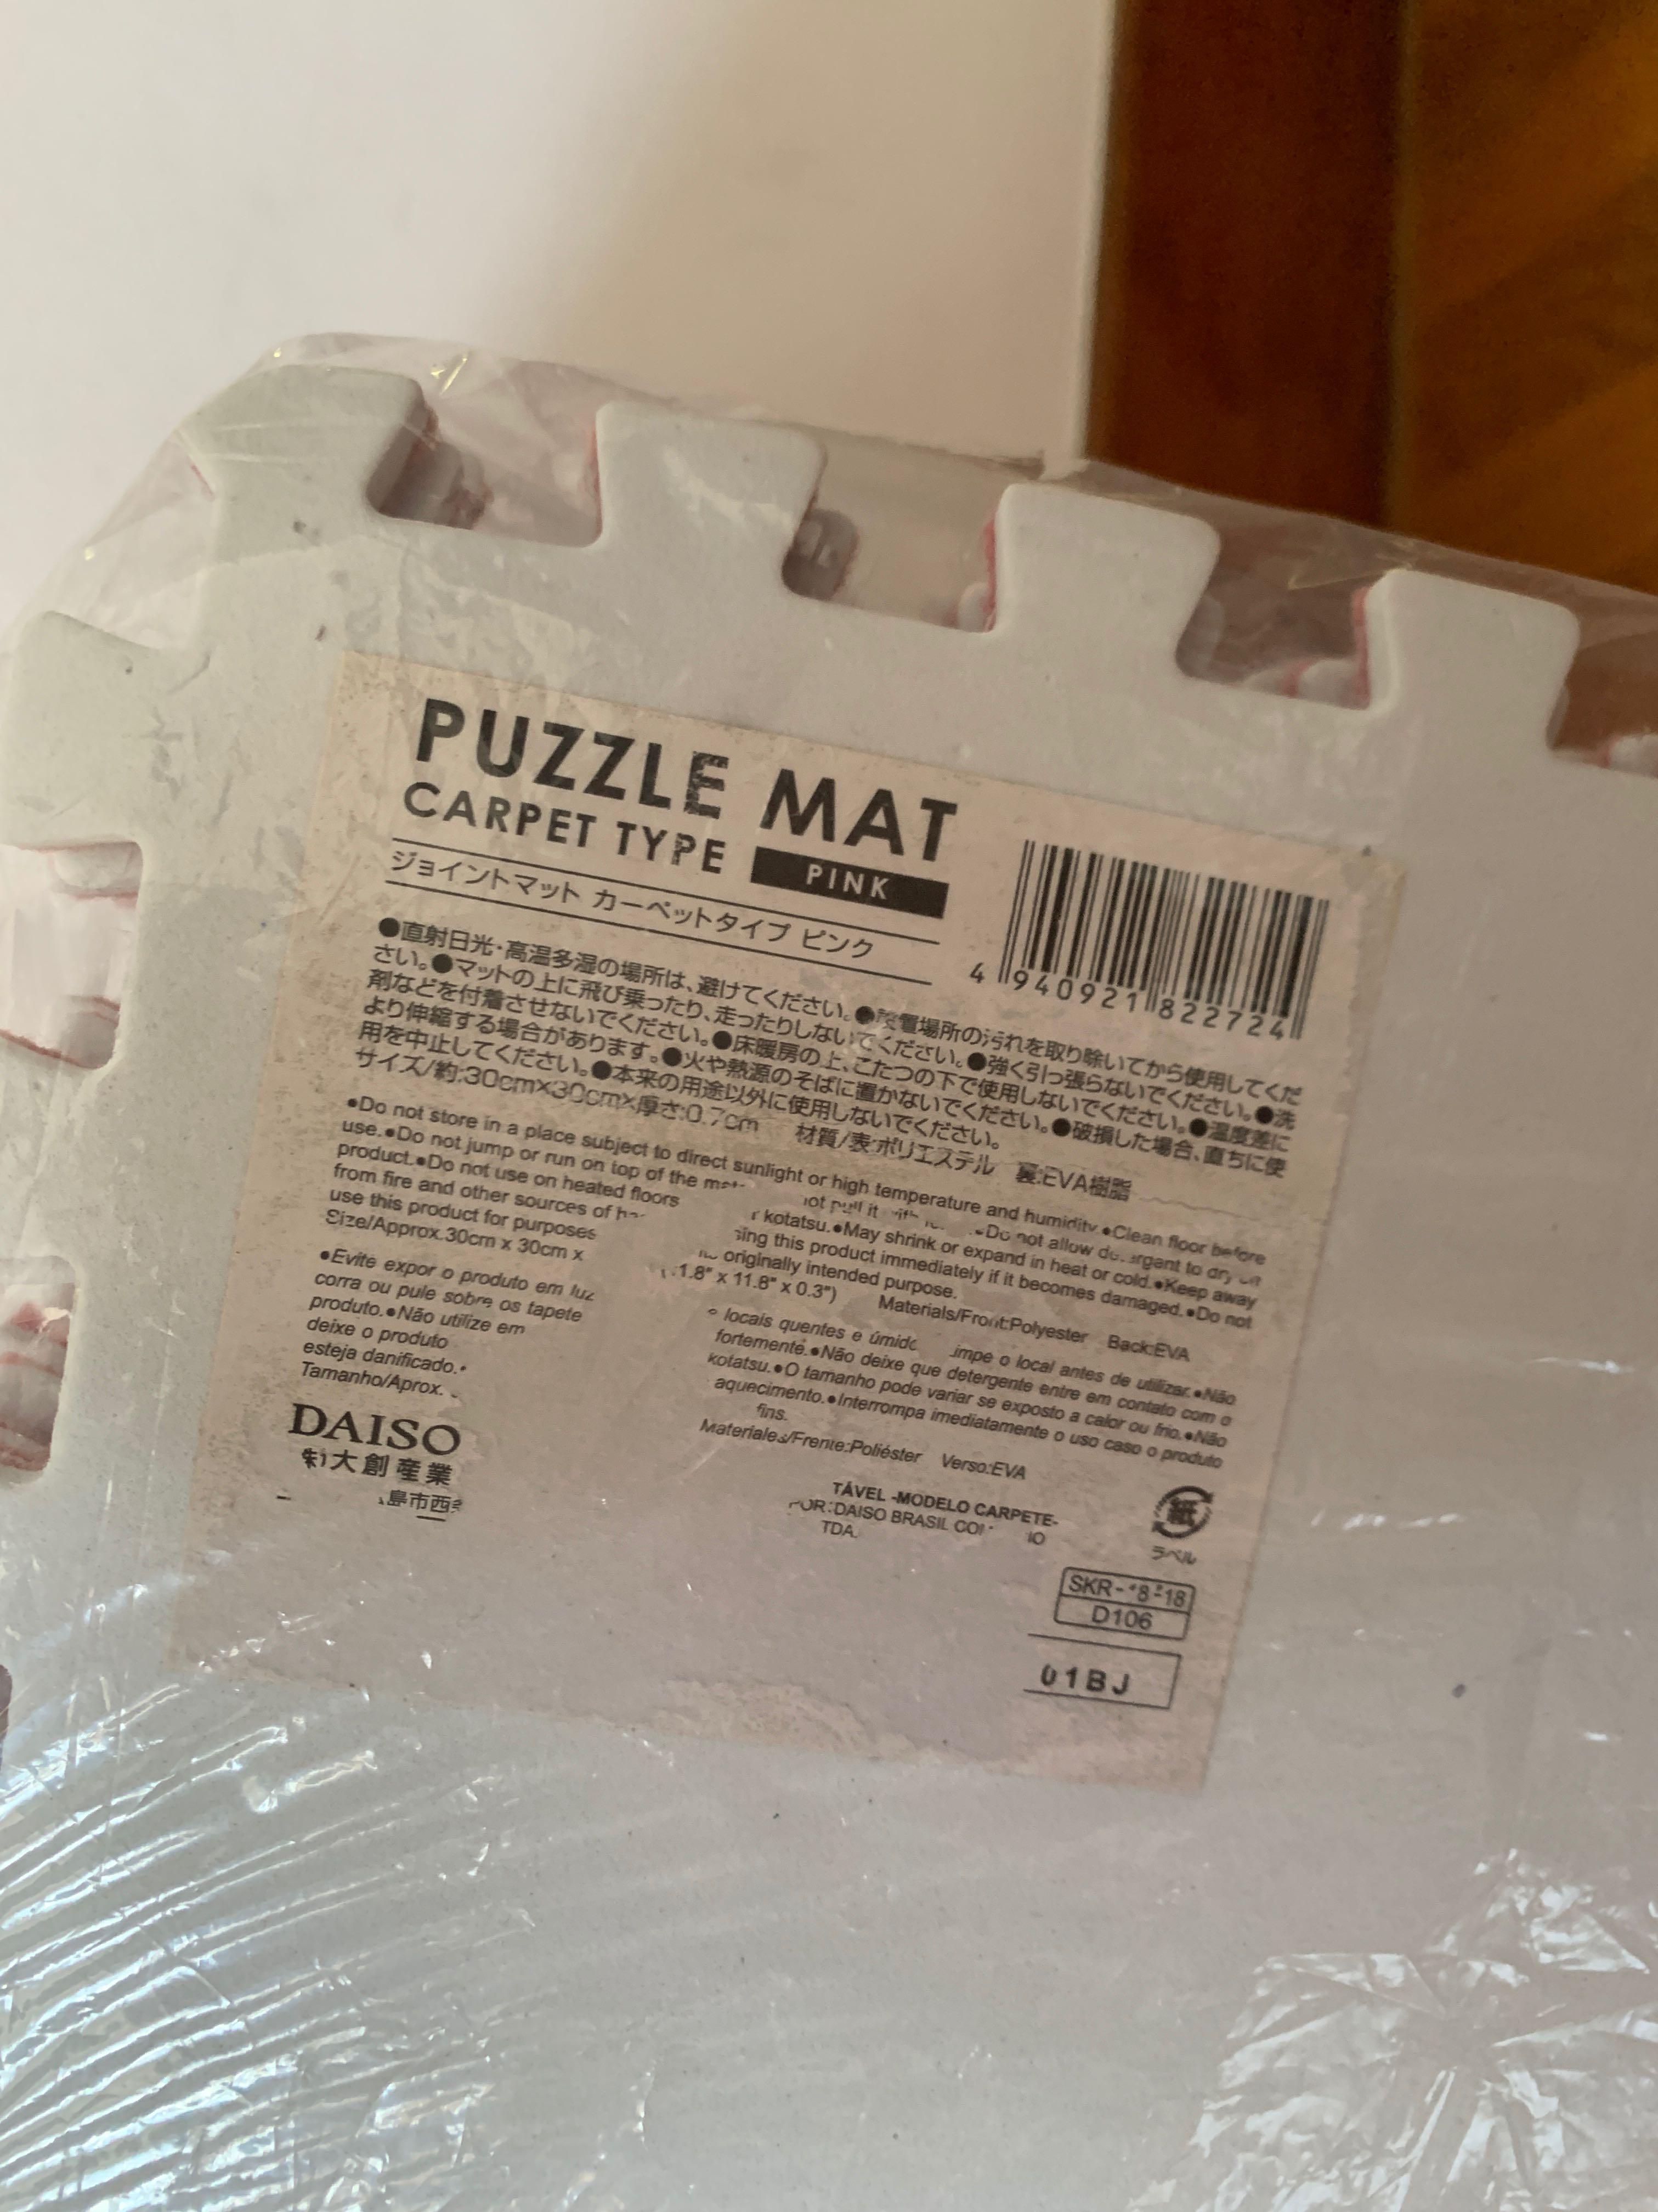 PUZZLE MAT
CARPET TYPE PINK
ジョイントマット カーペットタイプ ピンク
4 940921 822724
●直射日光・高温多湿の場所は、避けてください。●設置場所の汚れを取り除いてから使用してくだ
さい。●マットの上に飛び乗ったり、走ったりしないでください。●強く引っ張らないでください。●洗
剤などを付着させないでください。●床暖房の上、こたつの下で使用しないでください。●温度差に
より伸縮する場合があります。●火や熱源のそばに置かないでください。●破損した場合、直ちに使
用を中止してください。●本来の用途以外に使用しないでください。
サイズ/約:30cm×30cm×厚さ:0.7cm 材質/表:ポリエステル 裏:EVA樹脂
●Do not store in a place subject to direct sunlight or high temperature and humidity.●Clean floor before
use.●Do not jump or run on top of the not pull it ●Do not allow to dry on
product.●Do not use on heated floors kotatsu.●May shrink or expand in heat or cold.●Keep away
from fire and other sources of this product immediately if it becomes damaged.●Do not
use this product for purposes originally intended purpose.
Size/Approx.30cm x 30cm x 11.8" x 0.3") Materials/Front:Polyester Back:EVA
●Evite expor o produto em luz locais quentes e o local antes de utilizar.●Não
corra ou pule sobre os tapete fortemente.●Não deixe que detergente entre em contato com o
produto.●Não utilize em kotatsu.●O tamanho pode variar se exposto a calor ou frio.●Não
deixe o produto aquecimento.●Interrompa imediatamente o uso caso o produto
esteja danificado.● fins.
Tamanho/Aprox. Materiales/Frente:Poliéster Verso:EVA
DAISO
大創産業
島市西
TÁVEL -MODELO CARPETE-
POR:DAISO BRASIL
TDA.
紙
ラベル
D106
01BJ